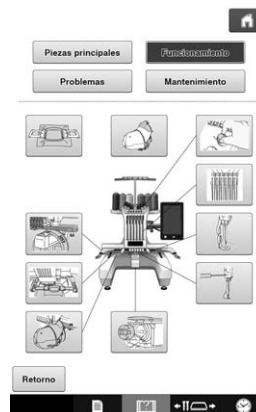 Piezas principales
Funcionamiento
Problemas
Mantenimiento
Retorno